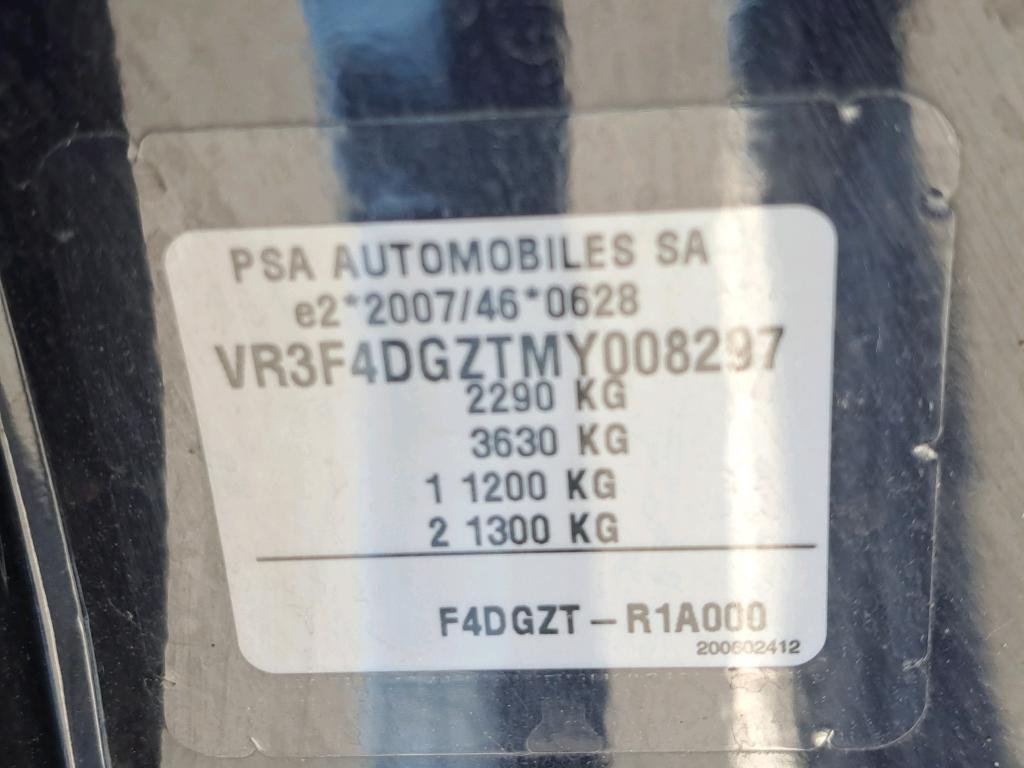 PSA AUTOMOBILES SA
e2*2007/46*0628
VR3F4DGZTMY008297
2290 KG
3630 KG
1 1200 KG
2 1300 KG
F4DGZT – R1A000
200602412